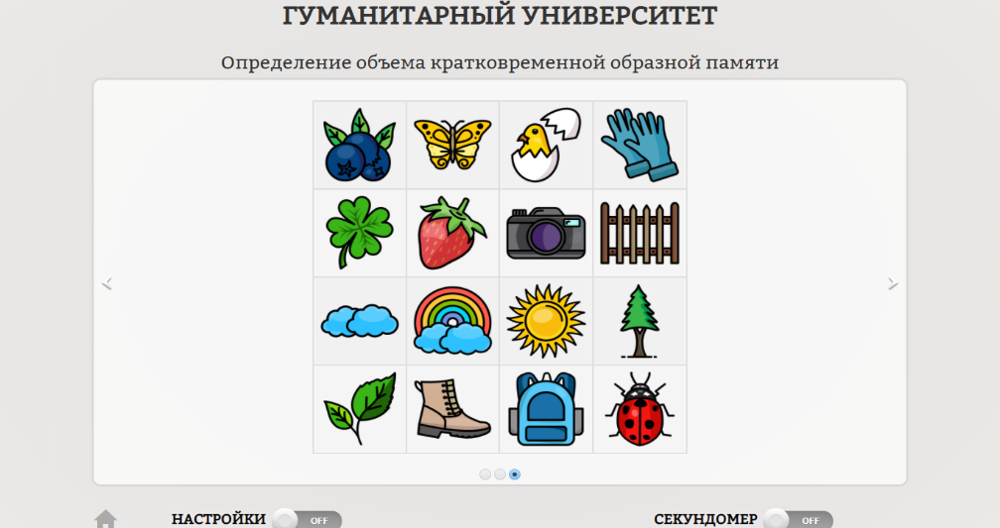 ГУМАНИТАРНЫЙ УНИВЕРСИТЕТ
Определение объема кратковременной образной памяти
НАСТРОЙКИ OFF СЕКУНДОМЕР OFF